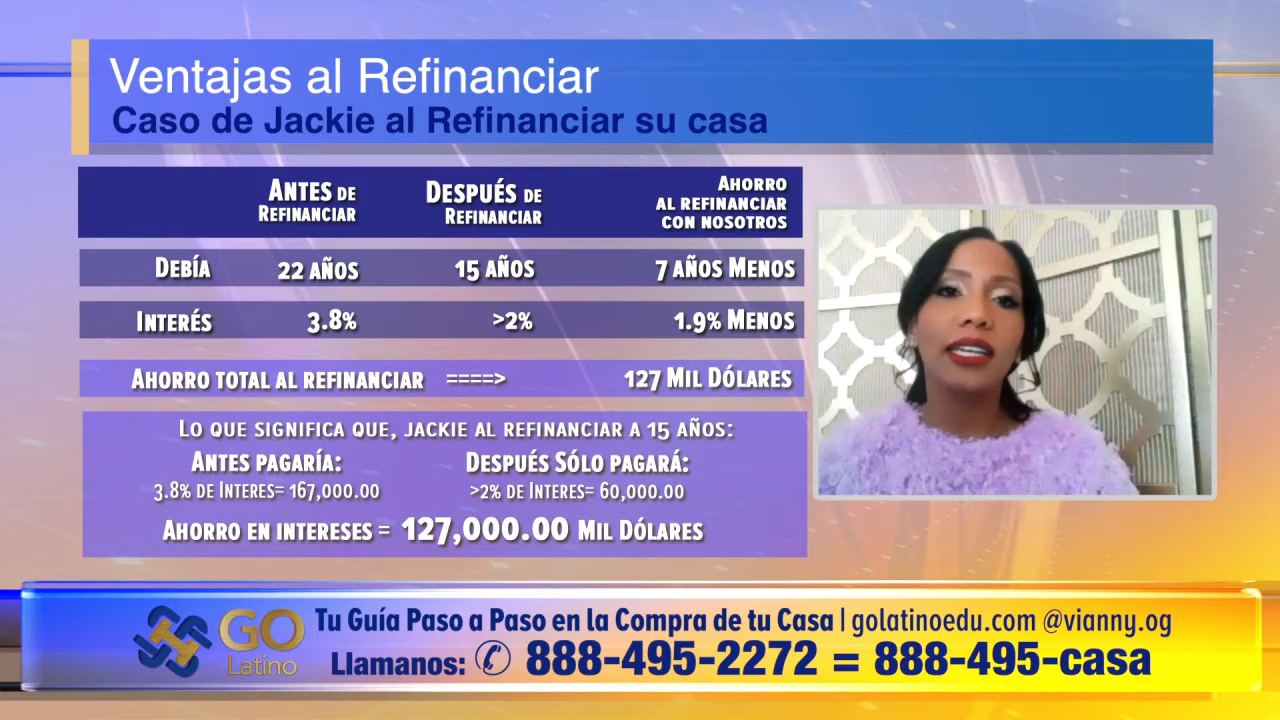 Ventajas al Refinanciar
Caso de Jackie al Refinanciar su casa
ANTES DE
REFINANCIAR
DESPUÉS DE
REFINANCIAR
AHORRO
AL REFINANCIAR
CON NOSOTROS
DEBÍA 22 AÑOS 15 AÑOS 7 AÑOS MENOS
INTERÉS 3.8% >2% 1.9% MENOS
AHORRO TOTAL AL REFINANCIAR ====> 127 MIL DÓLARES
LO QUE SIGNIFICA QUE, JACKIE AL REFINANCIAR A 15 AÑOS:
ANTES PAGARÍA: DESPUÉS SÓLO PAGARÁ:
3.8% DE INTERES= 167,000.00 >2% DE INTERES= 60,000.00
AHORRO EN INTERESES = 127,000.00 MIL DÓLARES
GO
Latino
Tu Guía Paso a Paso en la Compra de tu Casa | golatinoedu.com @vianny.og
Llamanos: ✆ 888-495-2272 = 888-495-casa